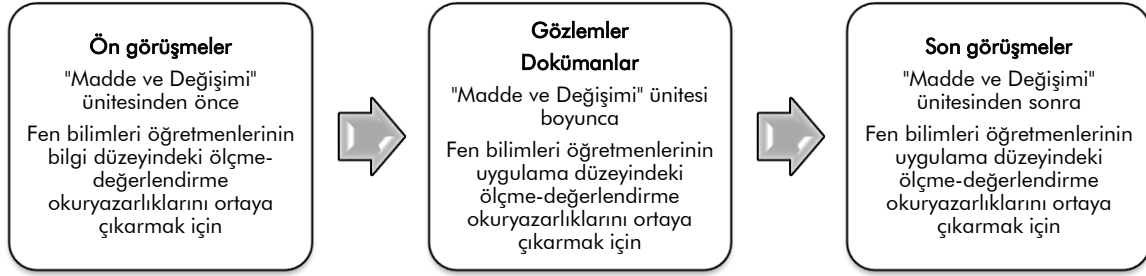 Ön görüşmeler
"Madde ve Değişimi"
ünitesinden önce
Fen bilimleri öğretmenlerinin
bilgi düzeyindeki ölçme-
değerlendirme
okuryazarlıklarını ortaya
çıkarmak için
Gözlemler
Dokümanlar
"Madde ve Değişimi" ünitesi
boyunca
Fen bilimleri öğretmenlerinin
uygulama düzeyindeki
ölçme-değerlendirme
okuryazarlıklarını ortaya
çıkarmak için
Son görüşmeler
"Madde ve Değişimi"
ünitesinden sonra
Fen bilimleri öğretmenlerinin
uygulama düzeyindeki
ölçme-değerlendirme
okuryazarlıklarını ortaya
çıkarmak için